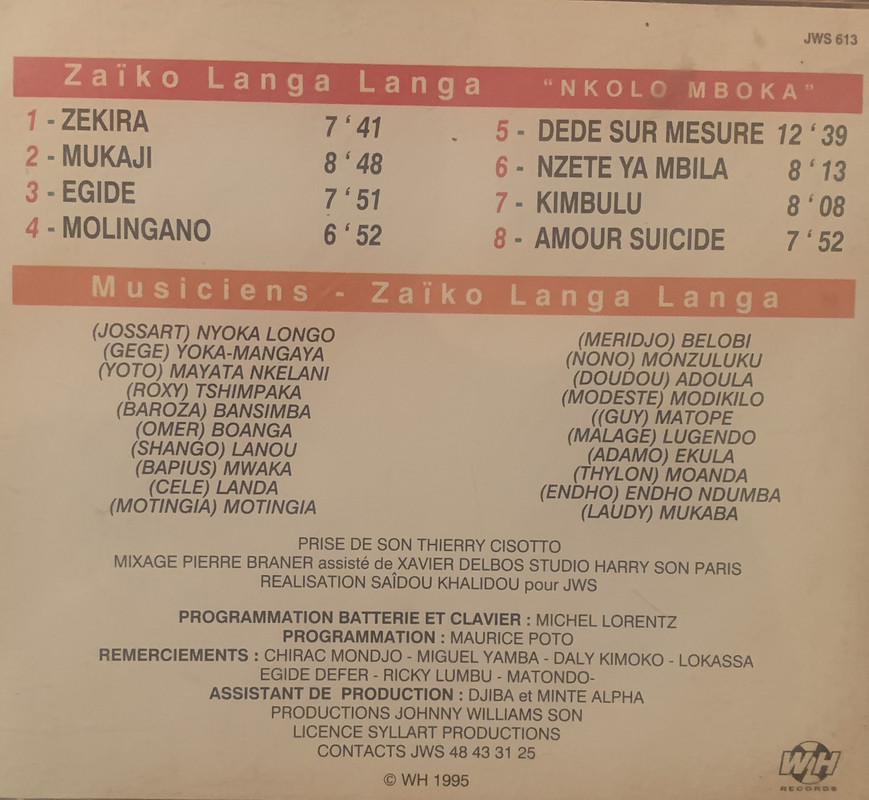 JWS 613
Zaïko Langa Langa "NKOLO MBOKA"
1 - ZEKIRA 7 ‘ 41
2 - MUKAJI 8 ‘ 48
3 - EGIDE 7 ‘ 51
4 - MOLINGANO 6 ‘ 52
5 - DEDE SUR MESURE 12 ‘ 39
6 - NZETE YA MBILA 8 ‘ 13
7 - KIMBULU 8 ‘ 08
8 - AMOUR SUICIDE 7 ‘ 52
Musiciens - Zaïko Langa Langa
(JOSSART) NYOKA LONGO
(GEGE) YOKA-MANGAYA
(YOTO) MAYATA NKELANI
(ROXY) TSHIMPAKA
(BAROZA) BANSIMBA
(OMER) BOANGA
(SHANGO) LANOU
(BAPIUS) MWAKA
(CELE) LANDA
(MOTINGIA) MOTINGIA
(MERIDJO) BELOBI
(NONO) MONZULUKU
(DOUDOU) ADOULA
(MODESTE) MODIKILO
((GUY) MATOPE
(MALAGE) LUGENDO
(ADAMO) EKULA
(THYLON) MOANDA
(ENDHO) ENDHO NDUMBA
(LAUDY) MUKABA
PRISE DE SON THIERRY CISOTTO
MIXAGE PIERRE BRANER assisté de XAVIER DELBOS STUDIO HARRY SON PARIS
REALISATION SAÎDOU KHALIDOU pour JWS
PROGRAMMATION BATTERIE ET CLAVIER : MICHEL LORENTZ
PROGRAMMATION : MAURICE POTO
REMERCIEMENTS : CHIRAC MONDJO - MIGUEL YAMBA - DALY KIMOKO - LOKASSA
EGIDE DEFER - RICKY LUMBU - MATONDO-
ASSISTANT DE PRODUCTION : DJIBA et MINTE ALPHA
PRODUCTIONS JOHNNY WILLIAMS SON
LICENCE SYLLART PRODUCTIONS
CONTACTS JWS 48 43 31 25
© WH 1995
WH
RECORDS